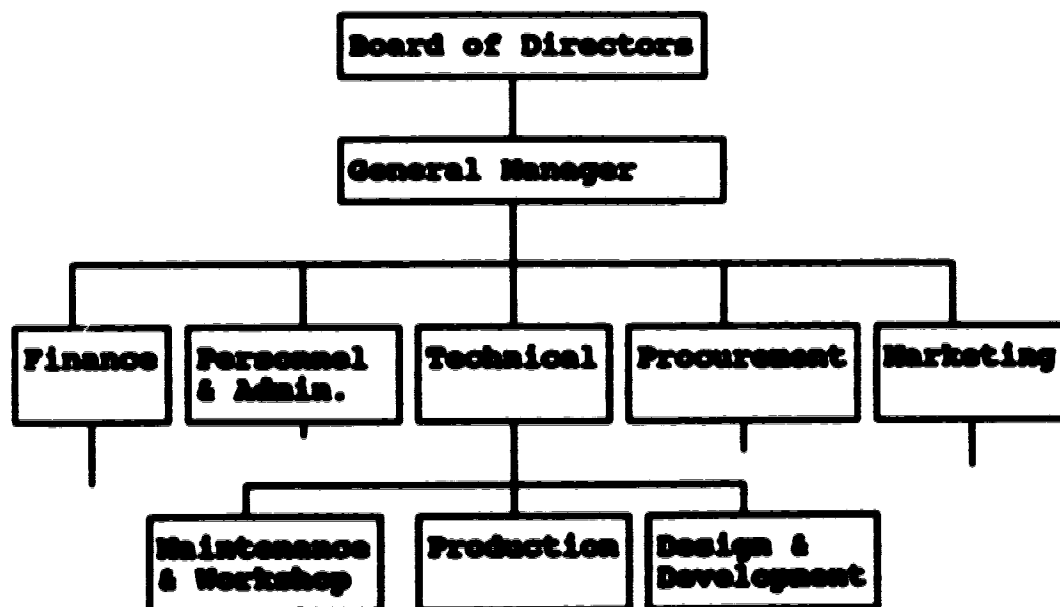 Board of Directors
General Manager
Finance
Personnel
& Admin.
Technical
Procurement
Marketing
Maintenance
& Workshop
Production
Design &
Development